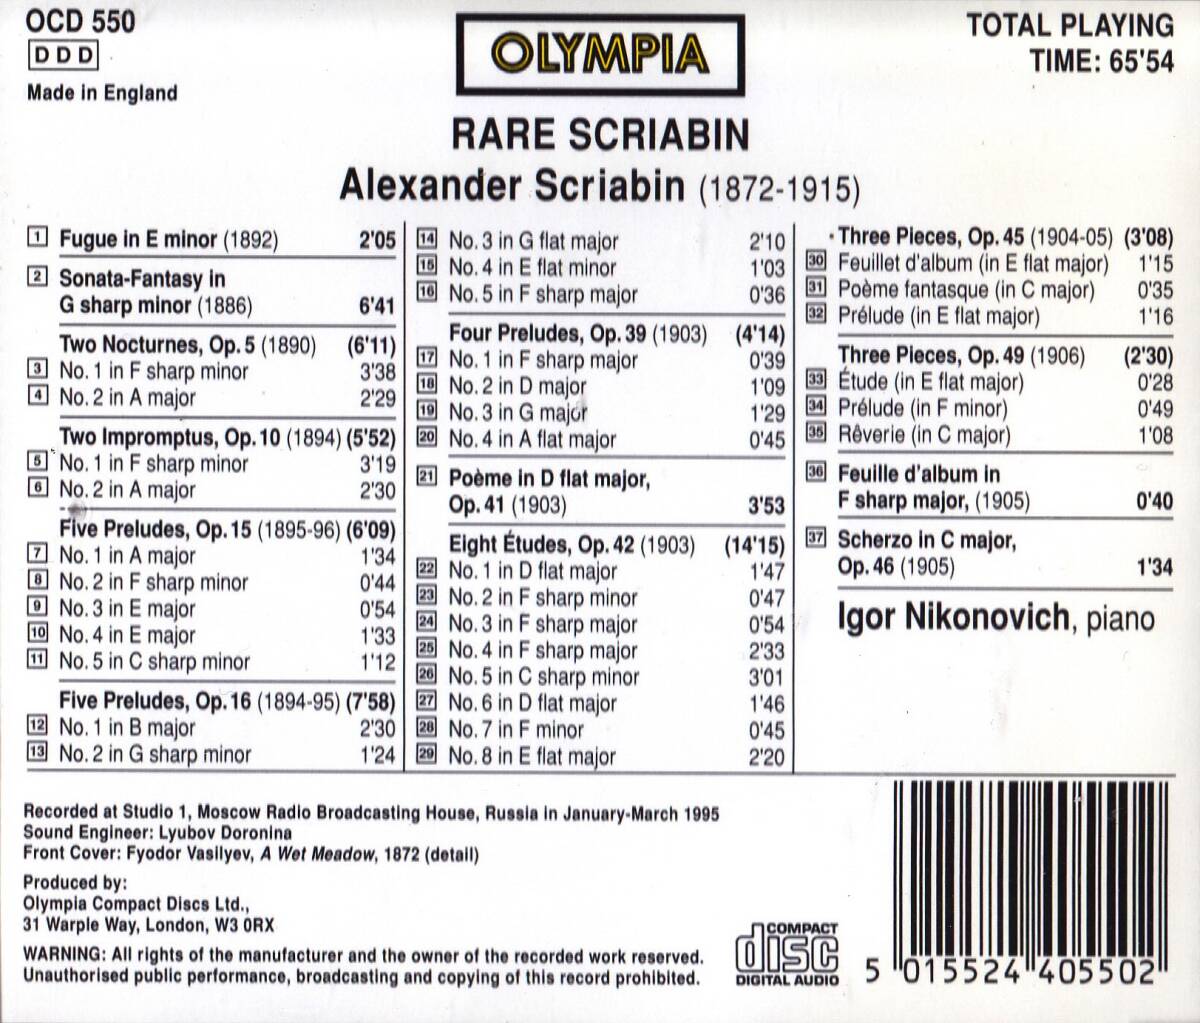 OCD 550
DDD
Made in England
OLYMPIA
TOTAL PLAYING
TIME: 65'54
RARE SCRIABIN
Alexander Scriabin (1872-1915)
1 Fugue in E minor (1892) 2'05
2 Sonata-Fantasy in
G sharp minor (1886) 6'41
Two Nocturnes, Op. 5 (1890) (6'11)
3 No. 1 in F sharp minor 3'38
4 No. 2 in A major 2'29
Two Impromptus, Op. 10 (1894) (5'52)
5 No. 1 in F sharp minor 3'19
6 No. 2 in A major 2'30
Five Preludes, Op. 15 (1895-96) (6'09)
7 No. 1 in A major 1'34
8 No. 2 in F sharp minor 0'44
9 No. 3 in E major 0'54
10 No. 4 in E major 1'33
11 No. 5 in C sharp minor 1'12
Five Preludes, Op. 16 (1894-95) (7'58)
12 No. 1 in B major 2'30
13 No. 2 in G sharp minor 1'24
14 No. 3 in G flat major 2'10
15 No. 4 in E flat minor 1'03
16 No. 5 in F sharp major 0'36
Four Preludes, Op. 39 (1903) (4'14)
17 No. 1 in F sharp major 0'39
18 No. 2 in D major 1'09
19 No. 3 in G major 1'29
20 No. 4 in A flat major 0'45
21 Poème in D flat major,
Op. 41 (1903) 3'53
Eight Études, Op. 42 (1903) (14'15)
22 No. 1 in D flat major 1'47
23 No. 2 in F sharp minor 0'47
24 No. 3 in F sharp major 0'54
25 No. 4 in F sharp major 2'33
26 No. 5 in C sharp minor 3'01
27 No. 6 in D flat major 1'46
28 No. 7 in F minor 0'45
29 No. 8 in E flat major 2'20
Three Pieces, Op. 45 (1904-05) (3'08)
30 Feuillet d'album (in E flat major) 1'15
31 Poème fantasque (in C major) 0'35
32 Prélude (in E flat major) 1'16
Three Pieces, Op. 49 (1906) (2'30)
33 Étude (in E flat major) 0'28
34 Prélude (in F minor) 0'49
35 Rêverie (in C major) 1'08
36 Feuille d'album in
F sharp major, (1905) 0'40
37 Scherzo in C major,
Op. 46 (1905) 1'34
Igor Nikonovich, piano
Recorded at Studio 1, Moscow Radio Broadcasting House, Russia in January-March 1995
Sound Engineer: Lyubov Doronina
Front Cover: Fyodor Vasilyev, A Wet Meadow, 1872 (detail)
Produced by:
Olympia Compact Discs Ltd.,
31 Warple Way, London, W3 0RX
WARNING: All rights of the manufacturer and the owner of the recorded work reserved.
Unauthorised public performance, broadcasting and copying of this record prohibited.
COMPACT
disc
DIGITAL AUDIO
5 015524 405502